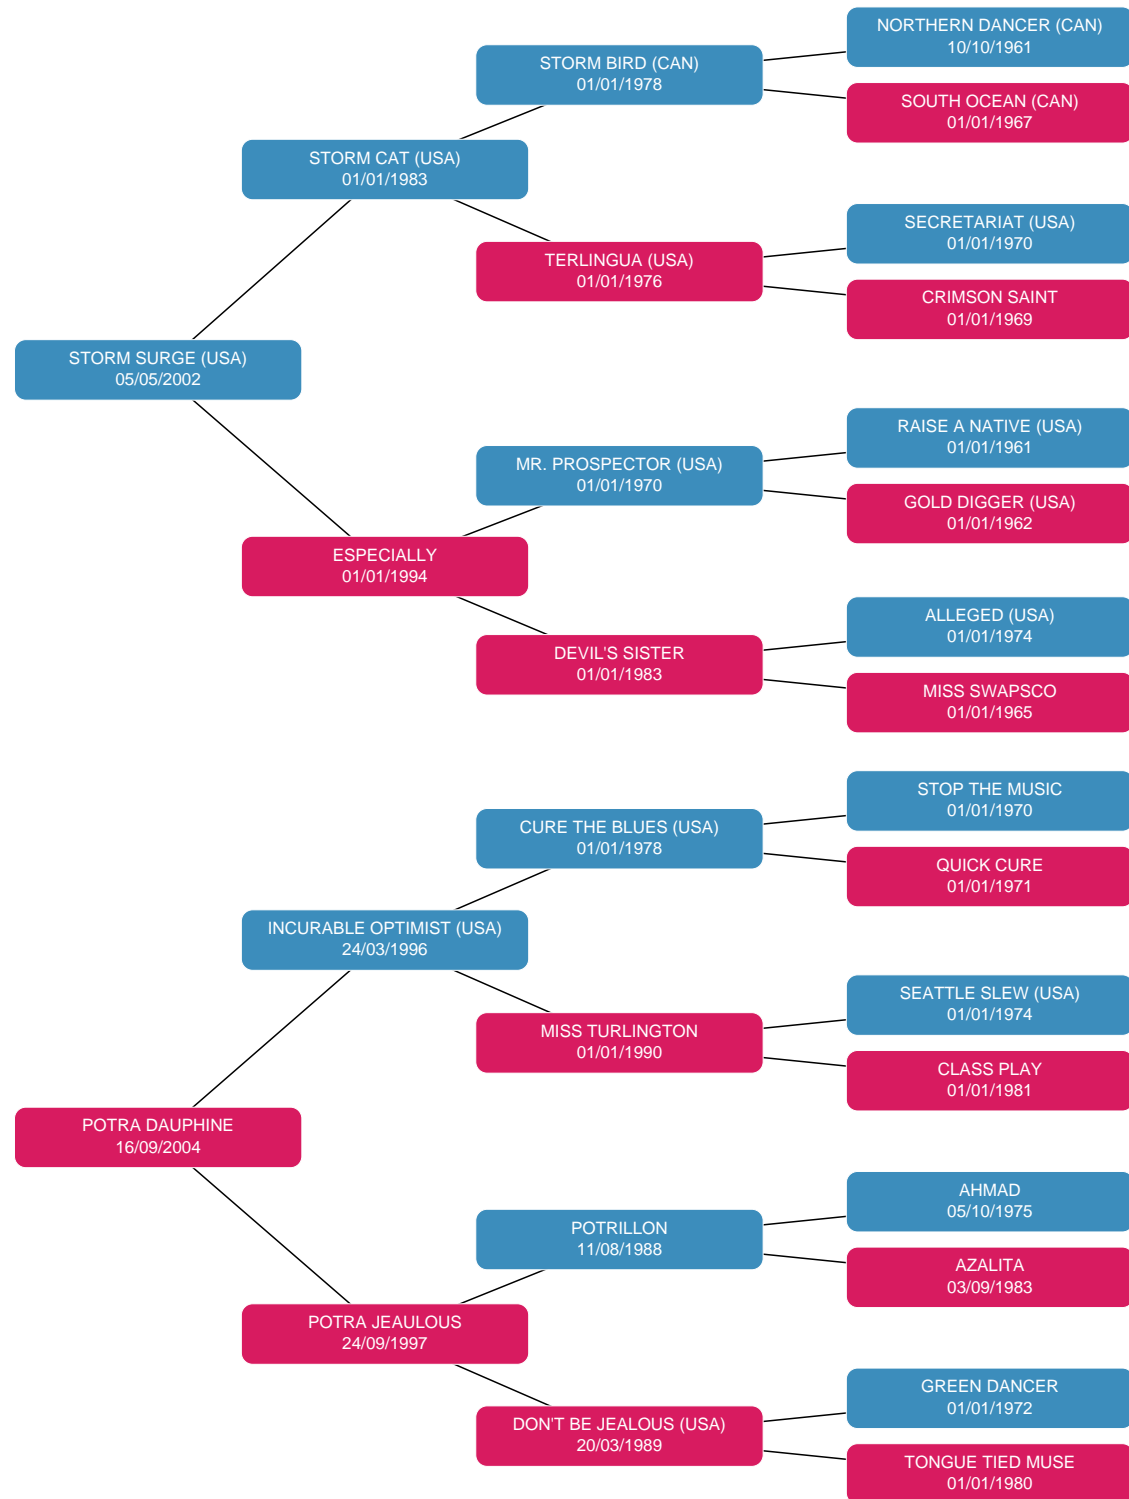 NORTHERN DANCER (CAN)
10/10/1961
STORM BIRD (CAN)
01/01/1978
SOUTH OCEAN (CAN)
01/01/1967
STORM CAT (USA)
01/01/1983
SECRETARIAT (USA)
01/01/1970
TERLINGUA (USA)
01/01/1976
CRIMSON SAINT
01/01/1969
STORM SURGE (USA)
05/05/2002
RAISE A NATIVE (USA)
01/01/1961
MR. PROSPECTOR (USA)
01/01/1970
GOLD DIGGER (USA)
01/01/1962
ESPECIALLY
01/01/1994
ALLEGED (USA)
01/01/1974
DEVIL'S SISTER
01/01/1983
MISS SWAPSCO
01/01/1965
STOP THE MUSIC
01/01/1970
CURE THE BLUES (USA)
01/01/1978
QUICK CURE
01/01/1971
INCURABLE OPTIMIST (USA)
24/03/1996
SEATTLE SLEW (USA)
01/01/1974
MISS TURLINGTON
01/01/1990
CLASS PLAY
01/01/1981
POTRA DAUPHINE
16/09/2004
AHMAD
05/10/1975
POTRILLON
11/08/1988
AZALITA
03/09/1983
POTRA JEAULOUS
24/09/1997
GREEN DANCER
01/01/1972
DON'T BE JEALOUS (USA)
20/03/1989
TONGUE TIED MUSE
01/01/1980